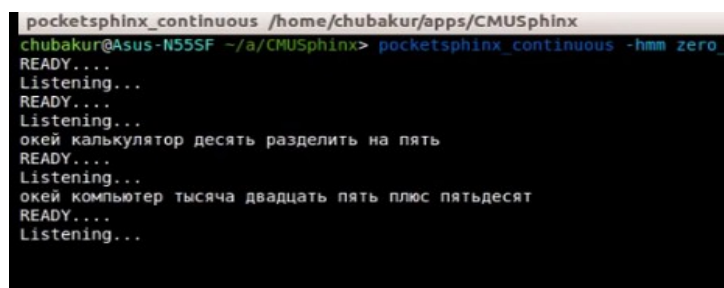 pocketsphinx_continuous /home/chubakur/apps/CMUSphinx
chubakur@Asus-N55SF ~/a/CMUSphinx> pocketsphinx_continuous -hmm zero_
READY....
Listening...
READY....
Listening...
окей калькулятор десять разделить на пять
READY....
Listening...
окей компьютер тысяча двадцать пять плюс пятьдесят
READY....
Listening...